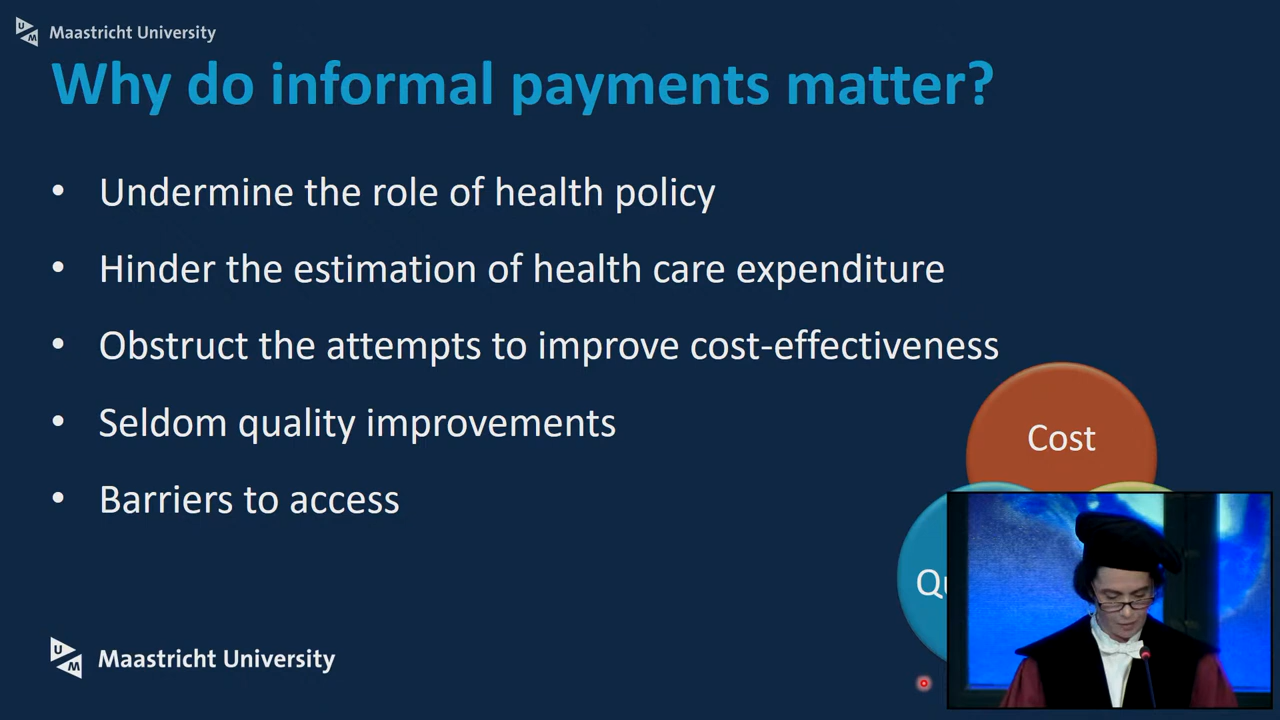 Maastricht University
Why do informal payments matter?
• Undermine the role of health policy
• Hinder the estimation of health care expenditure
• Obstruct the attempts to improve cost-effectiveness
• Seldom quality improvements
• Barriers to access
Cost
UM Maastricht University